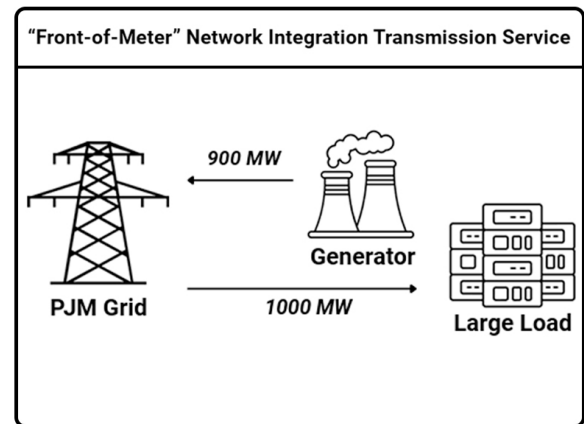 “Front-of-Meter” Network Integration Transmission Service
900 MW
Generator
PJM Grid
1000 MW
Large Load